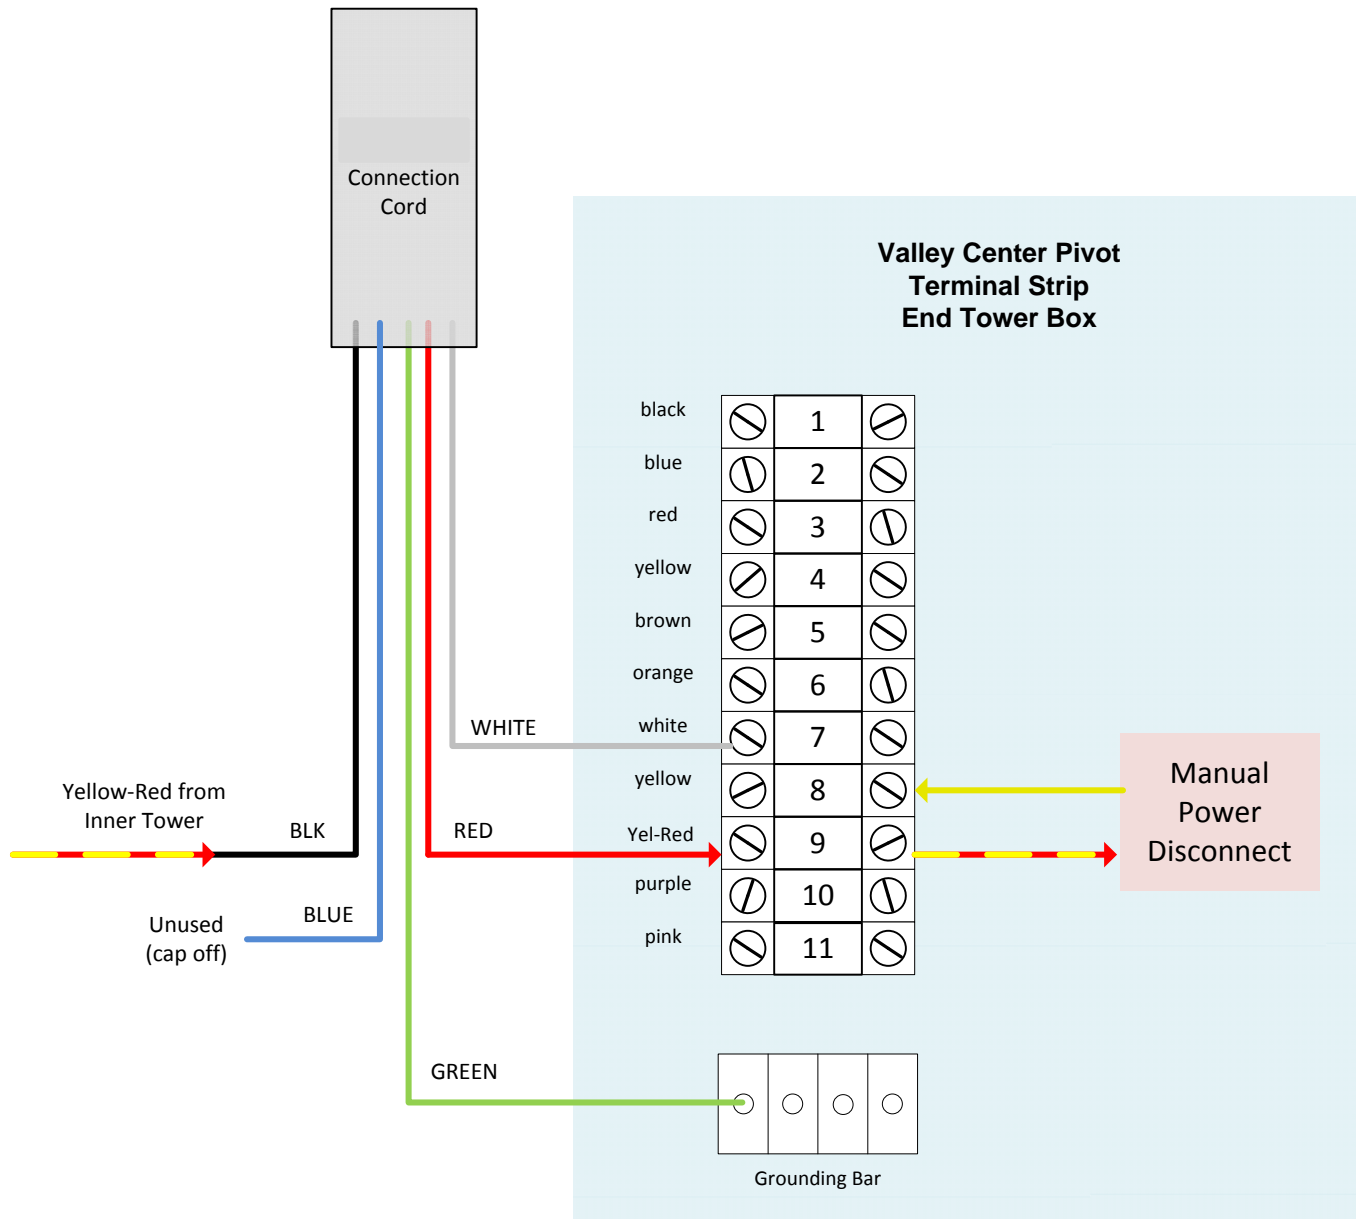 Connection
Cord
Valley Center Pivot
Terminal Strip
End Tower Box
black
1
blue
2
red
3
yellow
4
brown
5
orange
6
WHITE
white
7
yellow
8
Manual
Power
Disconnect
Yellow-Red from
Inner Tower
BLK
RED
Yel-Red
9
purple
10
Unused
(cap off)
BLUE
pink
11
GREEN
Grounding Bar